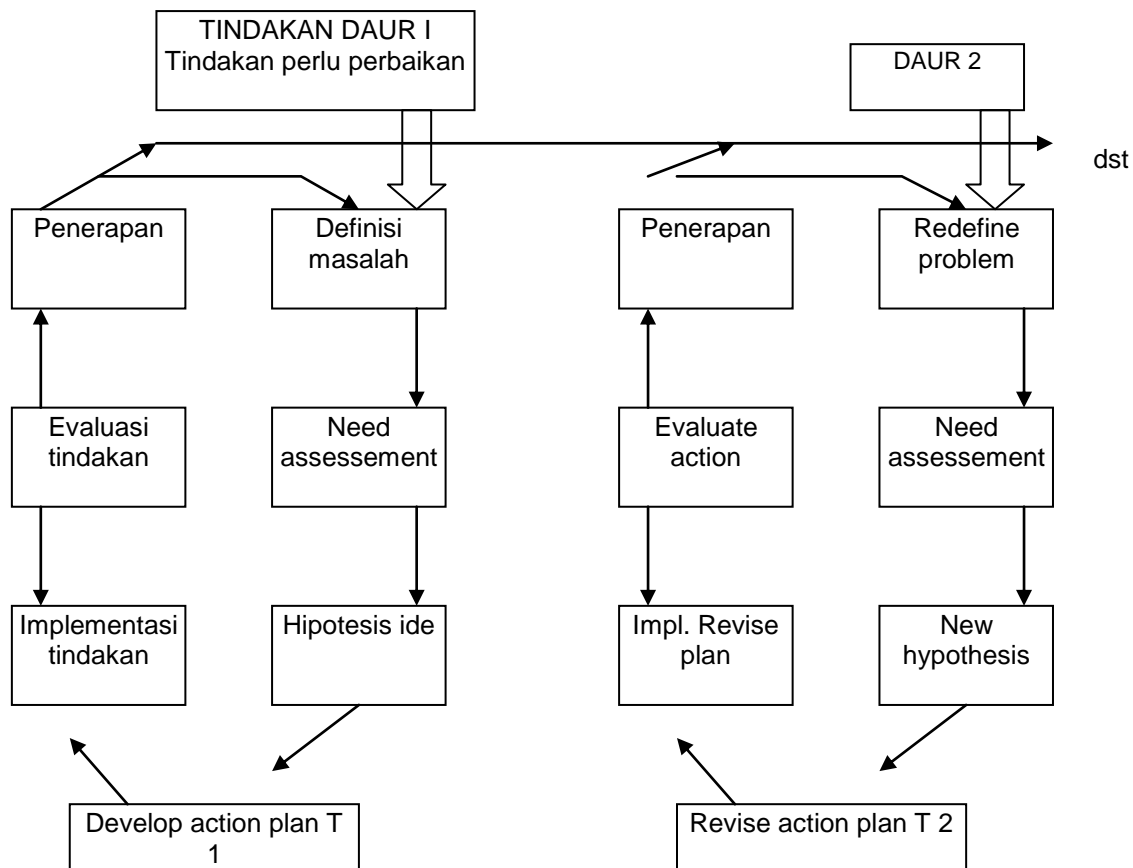 TINDAKAN DAUR I
Tindakan perlu perbaikan
DAUR 2
dst
Penerapan
Definisi
masalah
Penerapan
Redefine
problem
Evaluasi
tindakan
Need
assessement
Evaluate
action
Need
assessement
Implementasi
tindakan
Hipotesis ide
Impl. Revise
plan
New
hypothesis
Develop action plan T
1
Revise action plan T 2